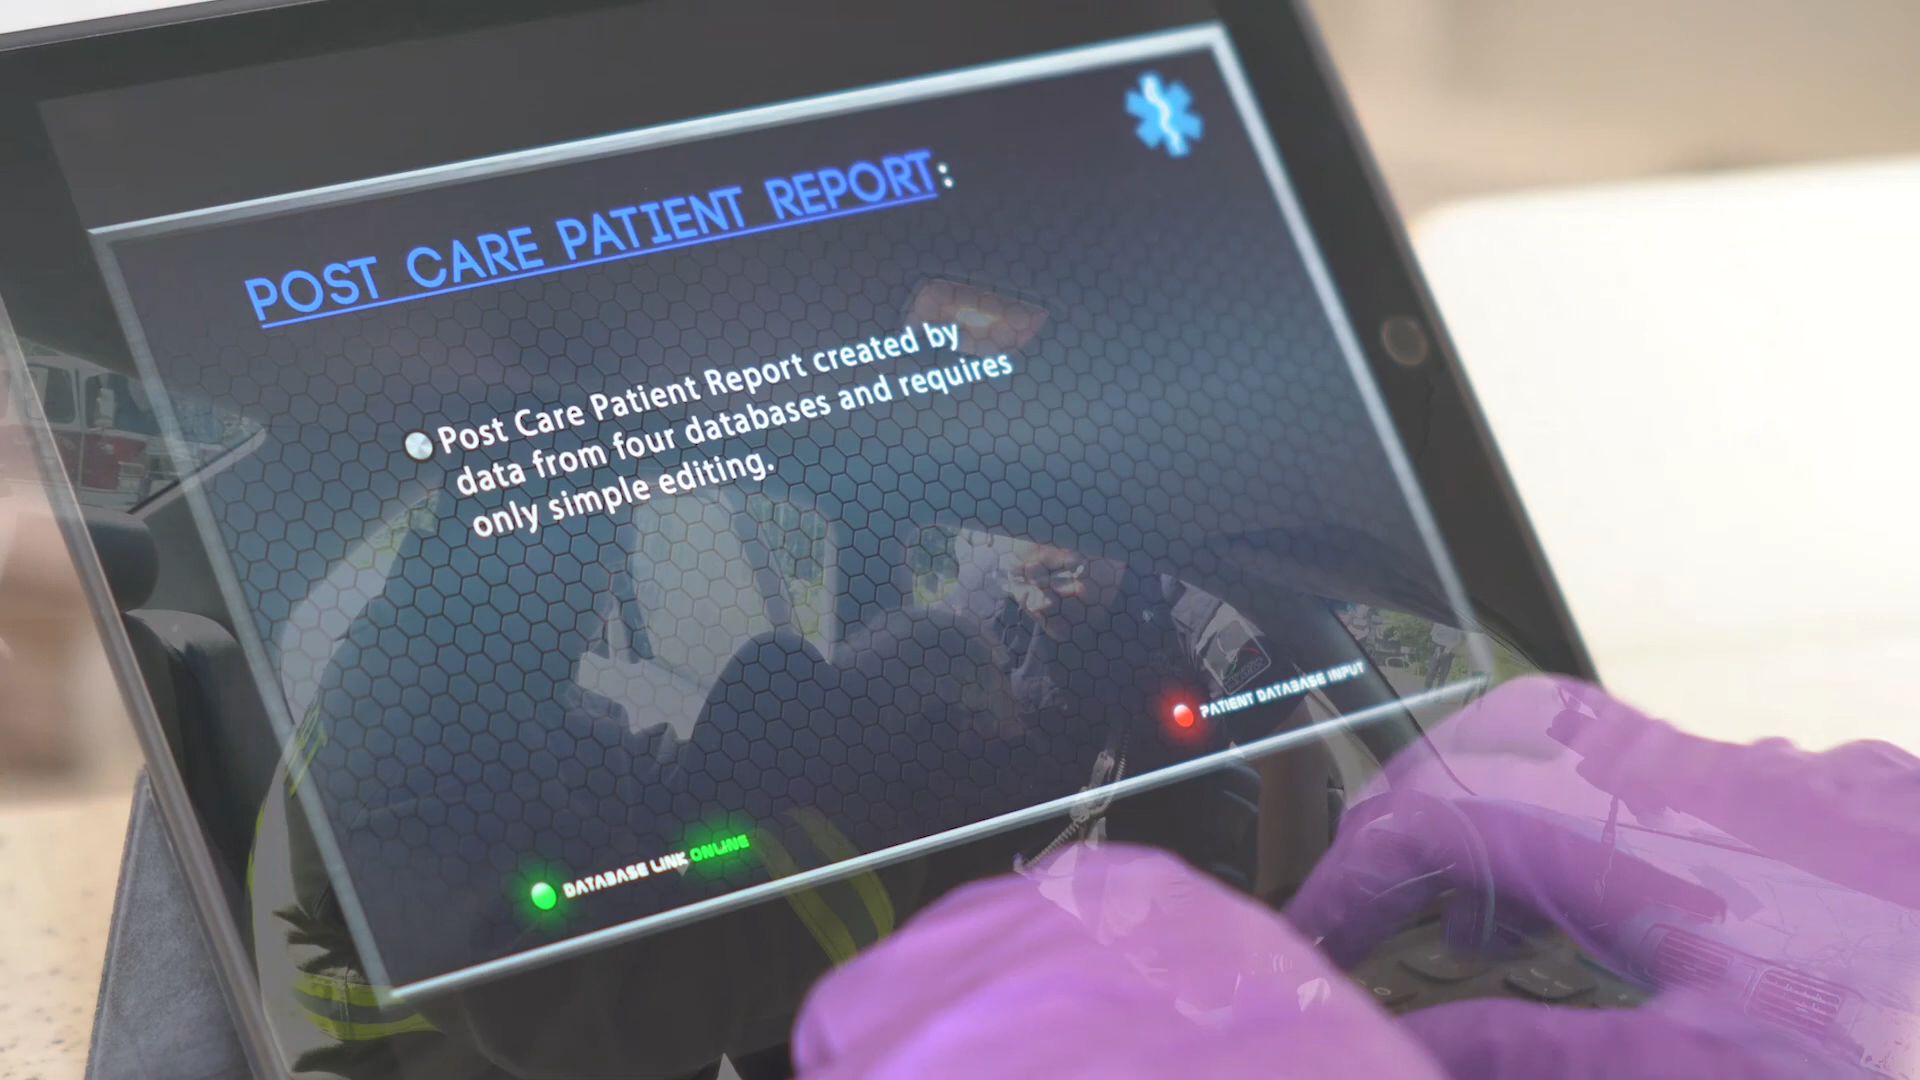 POST CARE PATIENT REPORT:
Post Care Patient Report created by
data from four databases and requires
only simple editing.
PATIENT DATABASE INPUT
DATABASE LINK ONLINE